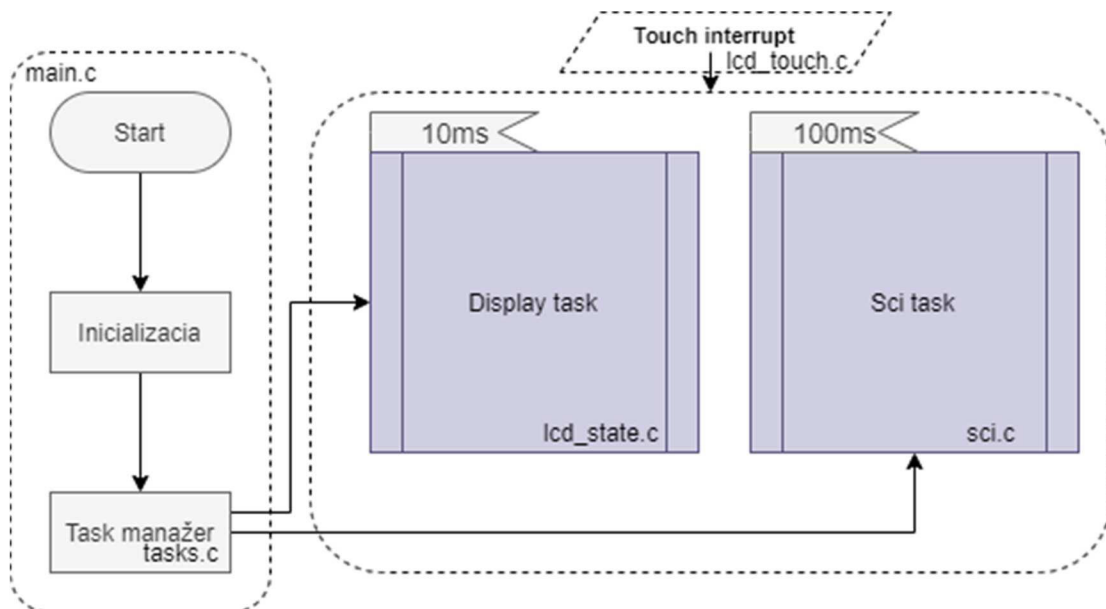 main.c
Start
Inicializacia
Task manažer
tasks.c
Touch interrupt
lcd_touch.c
10ms
Display task
lcd_state.c
100ms
Sci task
sci.c